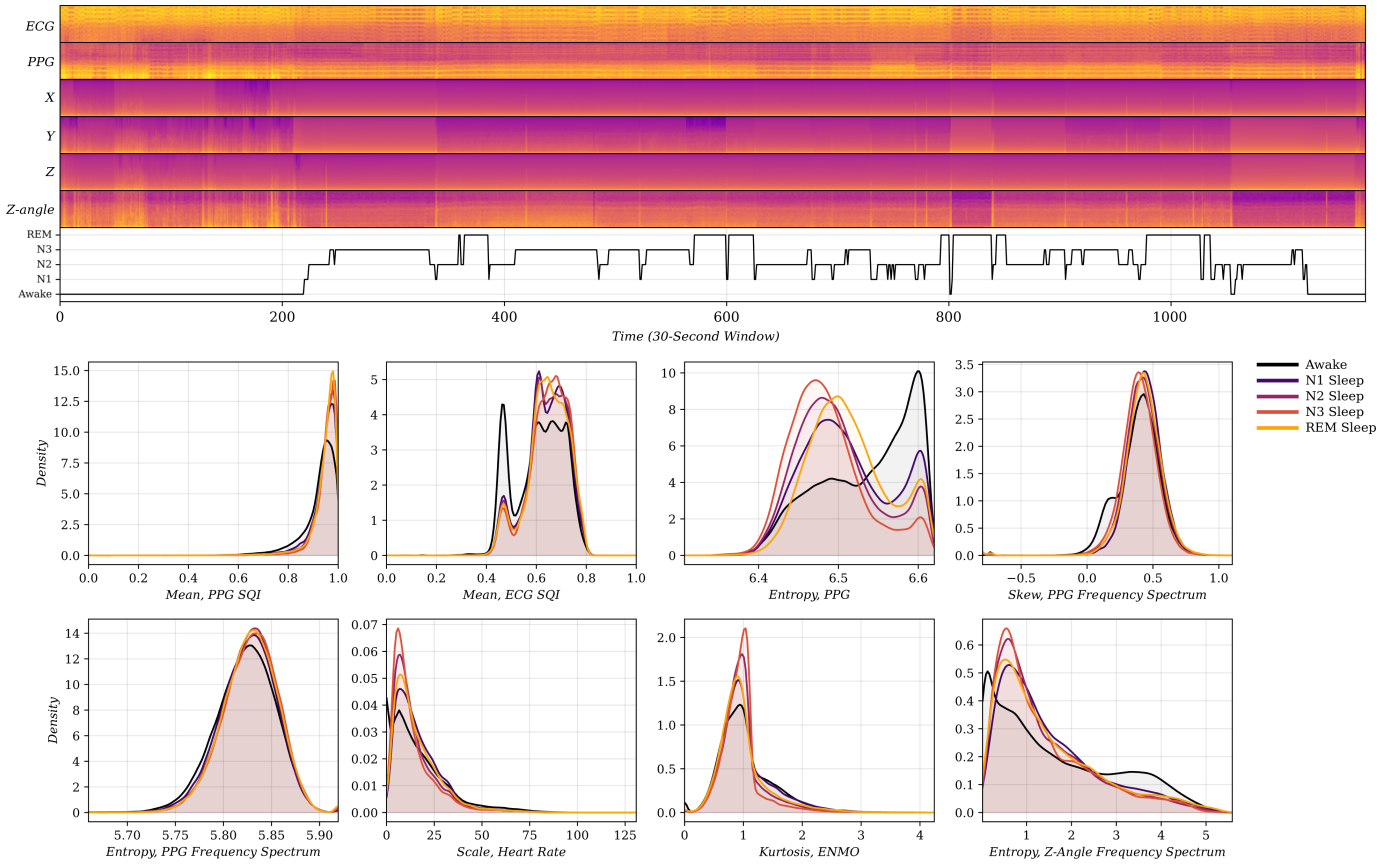 ECG
PPG
X
Y
Z
Z-angle
REM
N3
N2
N1
Awake
0 200 400 600 800 1000
Time (30-Second Window)
15.0
12.5
10.0
7.5
5.0
2.5
0.0
Density
0.0 0.2 0.4 0.6 0.8 1.0
Mean, PPG SQI
5
4
3
2
1
0
0.0 0.2 0.4 0.6 0.8 1.0
Mean, ECG SQI
10
8
6
4
2
0
6.4 6.5 6.6
Entropy, PPG
3.5
3.0
2.5
2.0
1.5
1.0
0.5
0.0
−0.5 0.0 0.5 1.0
Skew, PPG Frequency Spectrum
Awake
N1 Sleep
N2 Sleep
N3 Sleep
REM Sleep
14
12
10
8
6
4
2
0
Density
5.70 5.75 5.80 5.85 5.90
Entropy, PPG Frequency Spectrum
0.07
0.06
0.05
0.04
0.03
0.02
0.01
0.00
0 25 50 75 100 125
Scale, Heart Rate
2.0
1.5
1.0
0.5
0.0
0 1 2 3 4
Kurtosis, ENMO
0.6
0.5
0.4
0.3
0.2
0.1
0.0
1 2 3 4 5
Entropy, Z-Angle Frequency Spectrum